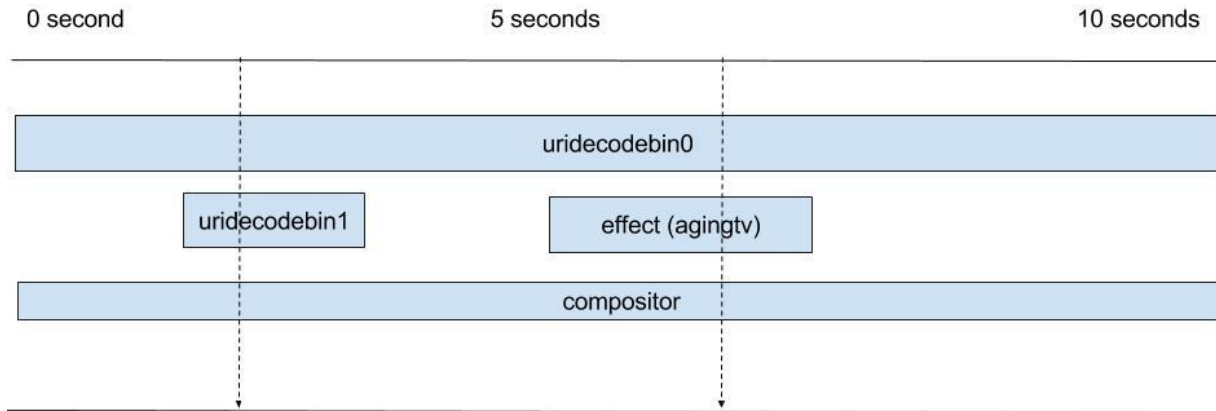 0 second 5 seconds 10 seconds
uridecodebin0
uridecodebin1 effect (agingtv)
compositor